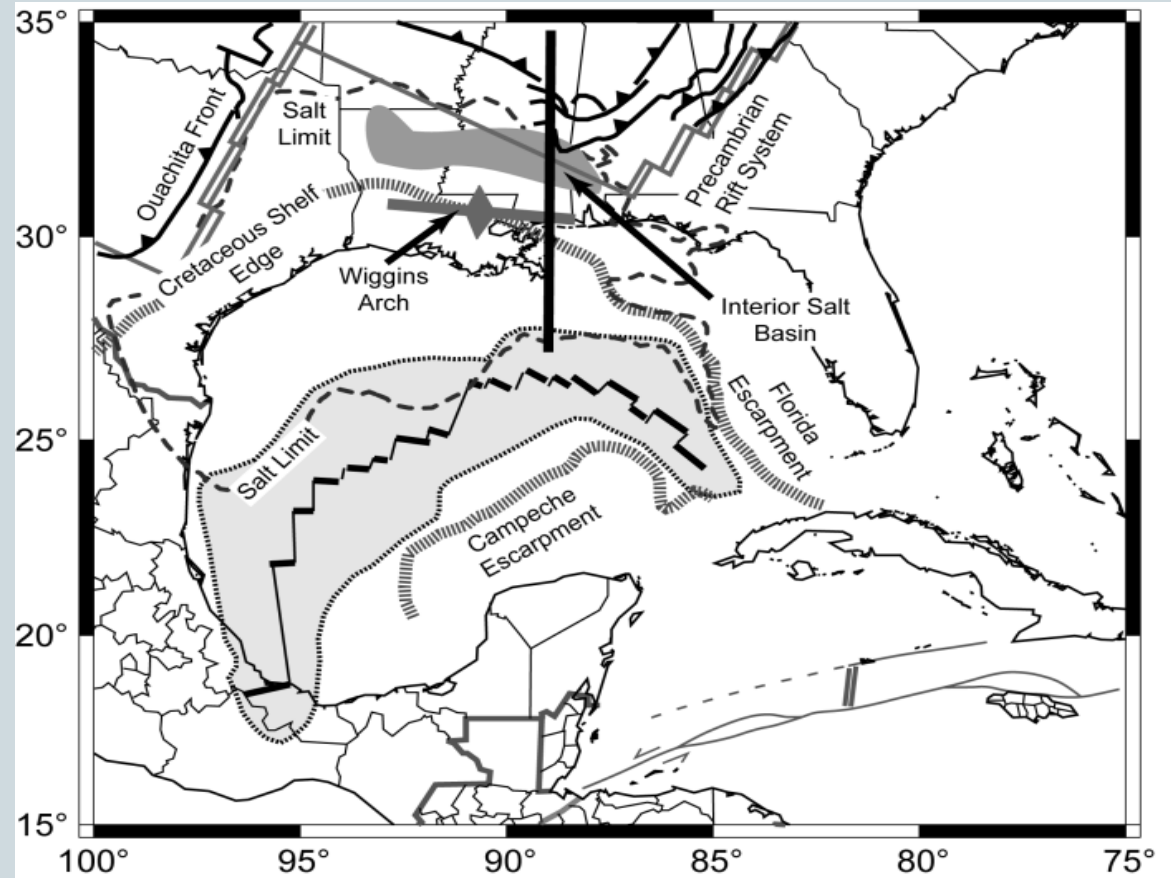 35°
30°
25°
20°
15°
100°
95°
90°
85°
80°
75°
Ouachita Front
Salt
Limit
Precambrian
Rift System
Cretaceous Shelf
Edge
Wiggins
Arch
Interior Salt
Basin
Florida
Escarpment
Salt Limit
Campeche
Escarpment